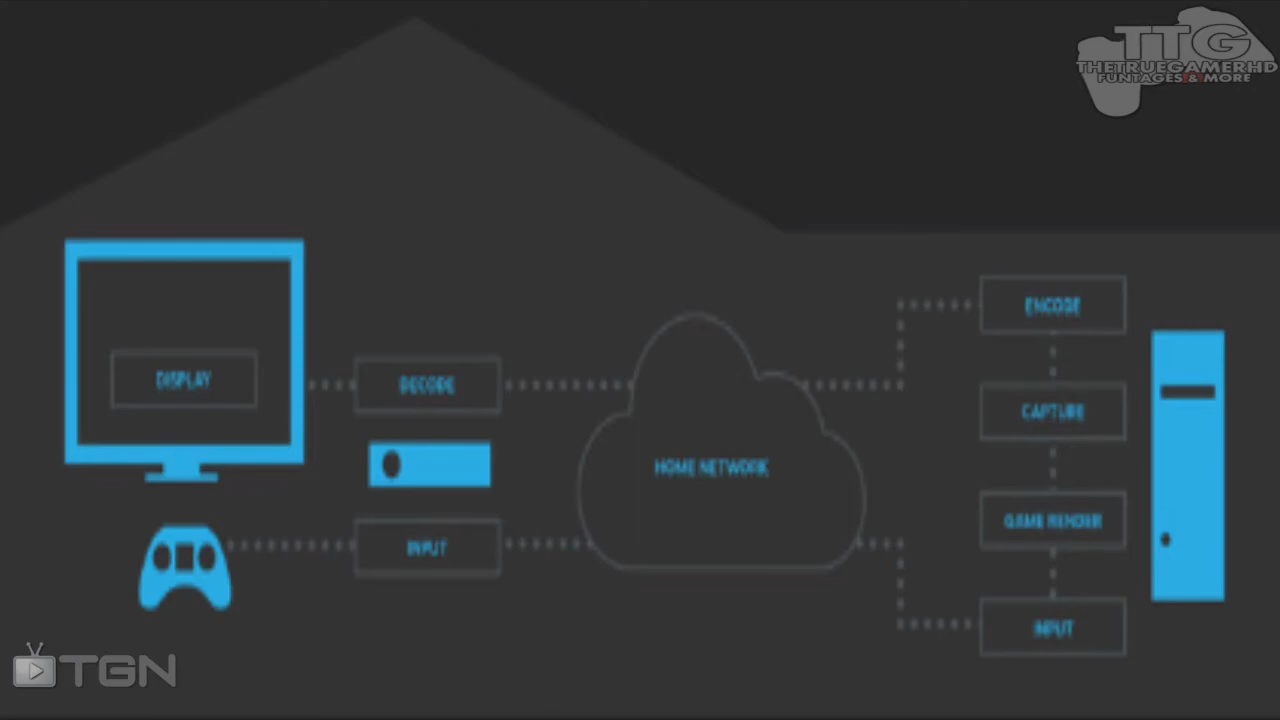 TTG
THETRUEGAMERHD
FUNTAGES & MORE
ENCODE
DISPLAY
DECODE
CAPTURE
HOME NETWORK
GAME RENDER
INPUT
INPUT
TGN